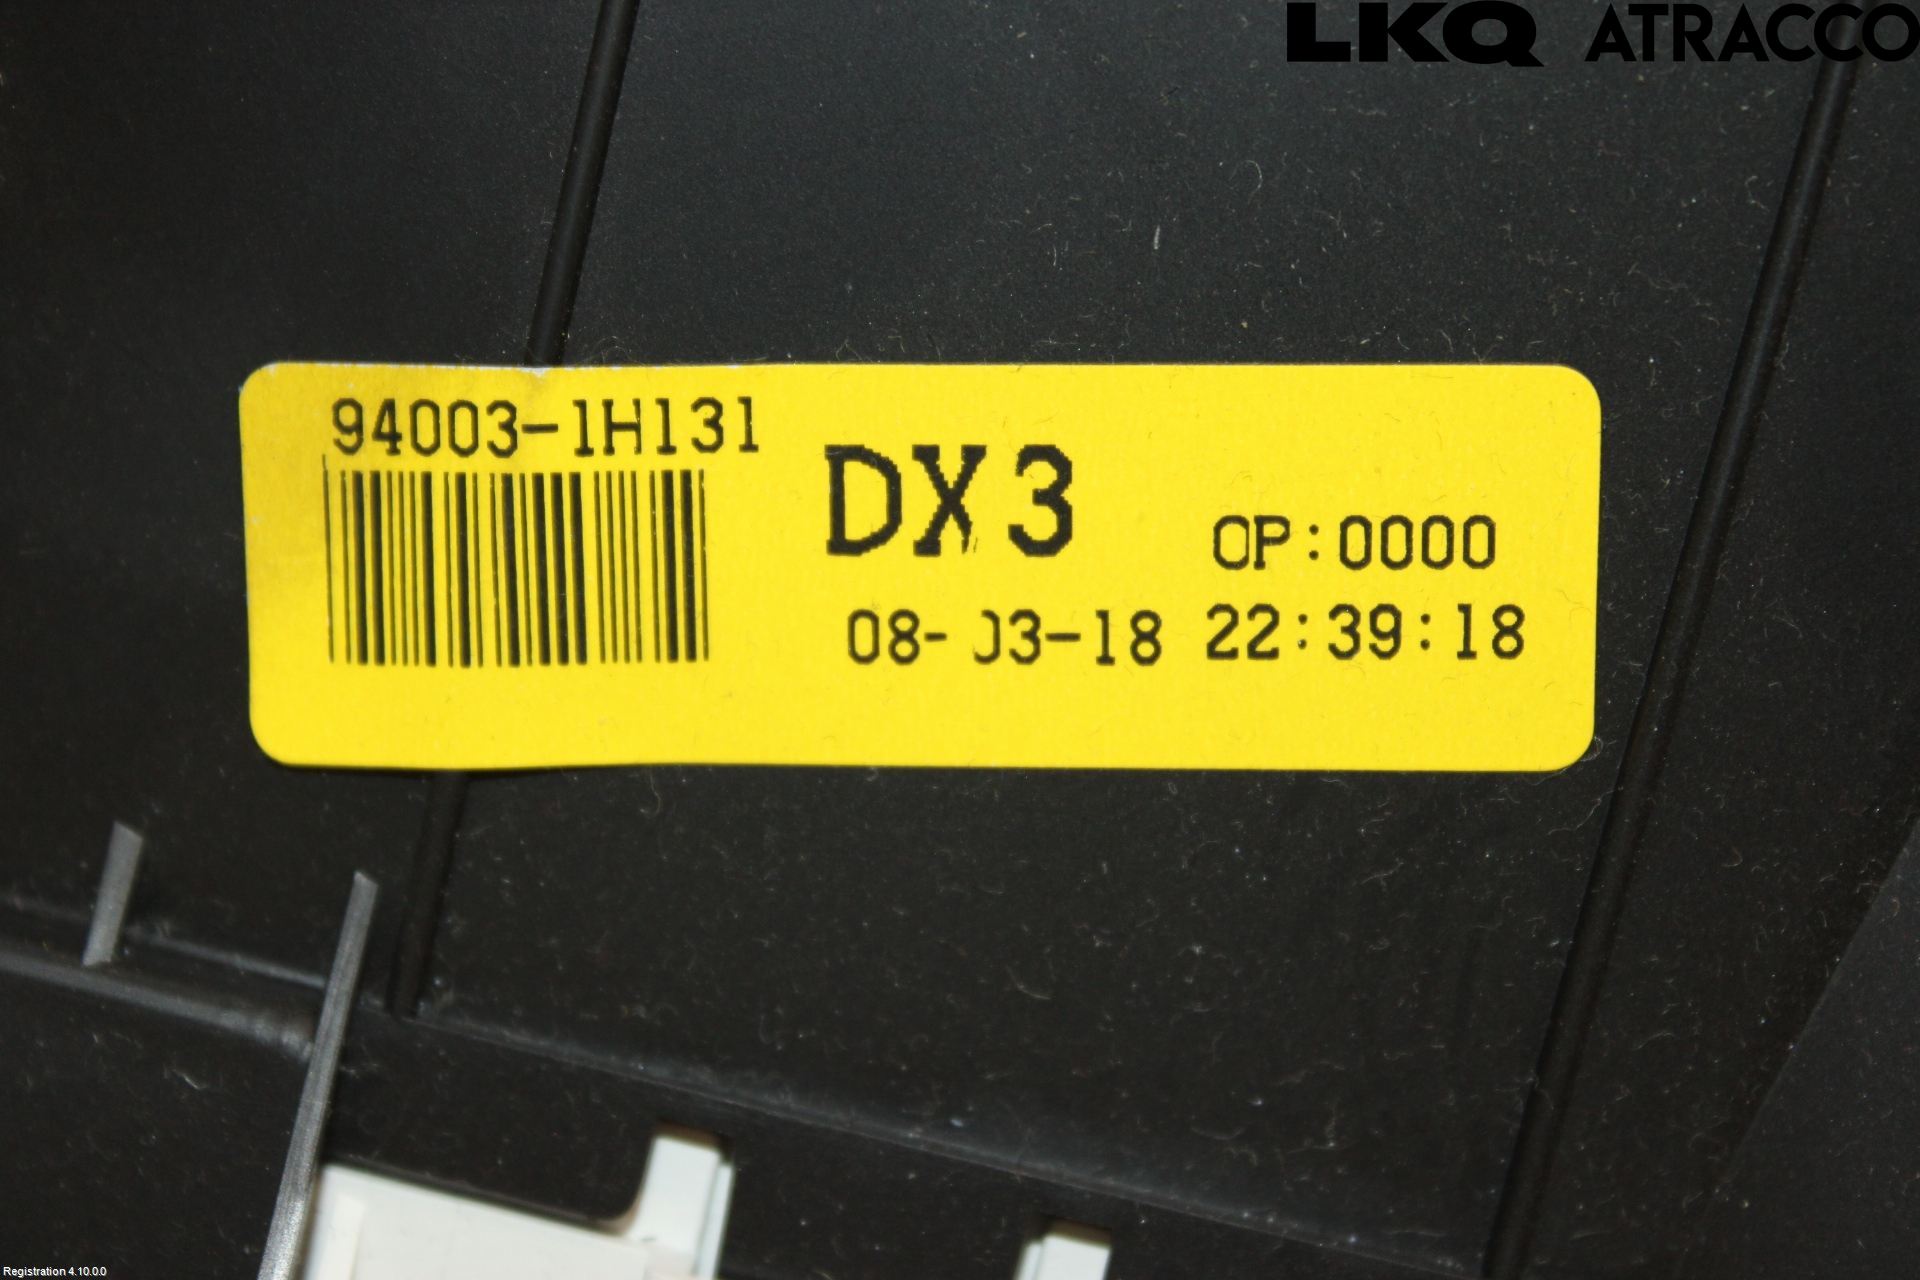 LKQ ATRACCO
94003-1H131
DX3
OP:0000
08-03-18 22:39:18
Registration 4.10.0.0